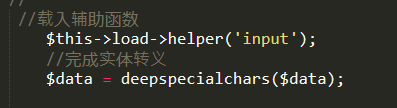 //
//载入辅助函数
$this->load->helper('input');
//完成实体转义
$data = deepspecialchars($data);